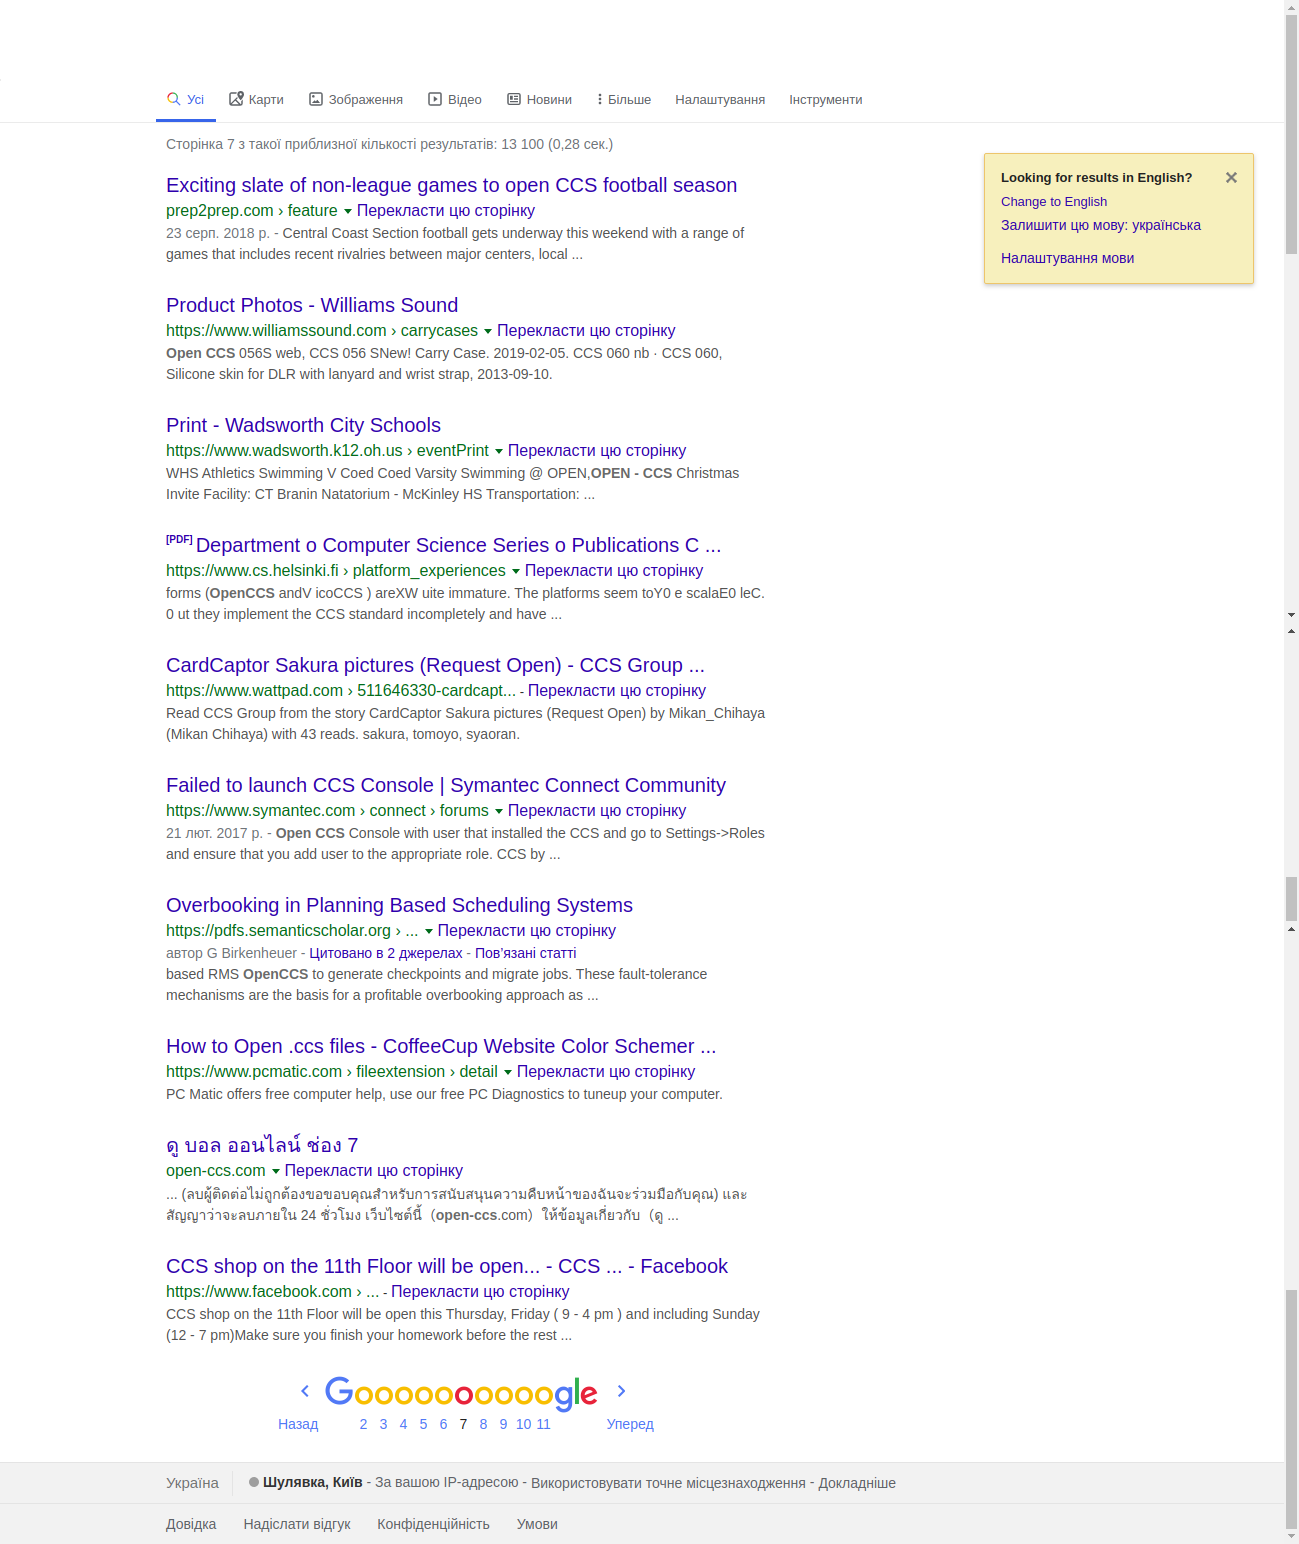 Усі Карти Зображення Відео Новини Більше Налаштування Інструменти
Сторінка 7 з такої приблизної кількості результатів: 13 100 (0,28 сек.)
Looking for results in English?
Change to English
Залишити цю мову: українська
Налаштування мови
Exciting slate of non-league games to open CCS football season
prep2prep.com › feature Перекласти цю сторінку
23 серп. 2018 р. - Central Coast Section football gets underway this weekend with a range of
games that includes recent rivalries between major centers, local ...
Product Photos - Williams Sound
https://www.williamssound.com › carrycases Перекласти цю сторінку
Open CCS 056S web, CCS 056 SNew! Carry Case. 2019-02-05. CCS 060 nb · CCS 060,
Silicone skin for DLR with lanyard and wrist strap, 2013-09-10.
Print - Wadsworth City Schools
https://www.wadsworth.k12.oh.us › eventPrint Перекласти цю сторінку
WHS Athletics Swimming V Coed Coed Varsity Swimming @ OPEN,OPEN - CCS Christmas
Invite Facility: CT Branin Natatorium - McKinley HS Transportation: ...
[PDF] Department o Computer Science Series o Publications C ...
https://www.cs.helsinki.fi › platform_experiences Перекласти цю сторінку
forms (OpenCCS andV icoCCS ) areXW uite immature. The platforms seem toY0 e scalaE0 leC.
0 ut they implement the CCS standard incompletely and have ...
CardCaptor Sakura pictures (Request Open) - CCS Group ...
https://www.wattpad.com › 511646330-cardcapt... - Перекласти цю сторінку
Read CCS Group from the story CardCaptor Sakura pictures (Request Open) by Mikan_Chihaya
(Mikan Chihaya) with 43 reads. sakura, tomoyo, syaoran.
Failed to launch CCS Console | Symantec Connect Community
https://www.symantec.com › connect › forums Перекласти цю сторінку
21 лют. 2017 р. - Open CCS Console with user that installed the CCS and go to Settings->Roles
and ensure that you add user to the appropriate role. CCS by ...
Overbooking in Planning Based Scheduling Systems
https://pdfs.semanticscholar.org › ... Перекласти цю сторінку
автор G Birkenheuer - Цитовано в 2 джерелах - Пов’язані статті
based RMS OpenCCS to generate checkpoints and migrate jobs. These fault-tolerance
mechanisms are the basis for a profitable overbooking approach as ...
How to Open .ccs files - CoffeeCup Website Color Schemer ...
https://www.pcmatic.com › fileextension › detail Перекласти цю сторінку
PC Matic offers free computer help, use our free PC Diagnostics to tuneup your computer.
ดู บอล ออนไลน์ ช่อง 7
open-ccs.com Перекласти цю сторінку
... (ลบผู้ติดต่อไม่ถูกต้องขอขอบคุณสำหรับการสนับสนุนความคืบหน้าของฉันจะร่วมมือกับคุณ) และ
สัญญาว่าจะลบภายใน 24 ชั่วโมง เว็บไซต์นี้（open-ccs.com）ให้ข้อมูลเกี่ยวกับ（ดู ...
CCS shop on the 11th Floor will be open... - CCS ... - Facebook
https://www.facebook.com › ... - Перекласти цю сторінку
CCS shop on the 11th Floor will be open this Thursday, Friday ( 9 - 4 pm ) and including Sunday
(12 - 7 pm)Make sure you finish your homework before the rest ...
Goooooooooogle
Назад 2 3 4 5 6 7 8 9 10 11 Уперед
Україна Шулявка, Київ - За вашою IP-адресою - Використовувати точне місцезнаходження - Докладніше
Довідка Надіслати відгук Конфіденційність Умови